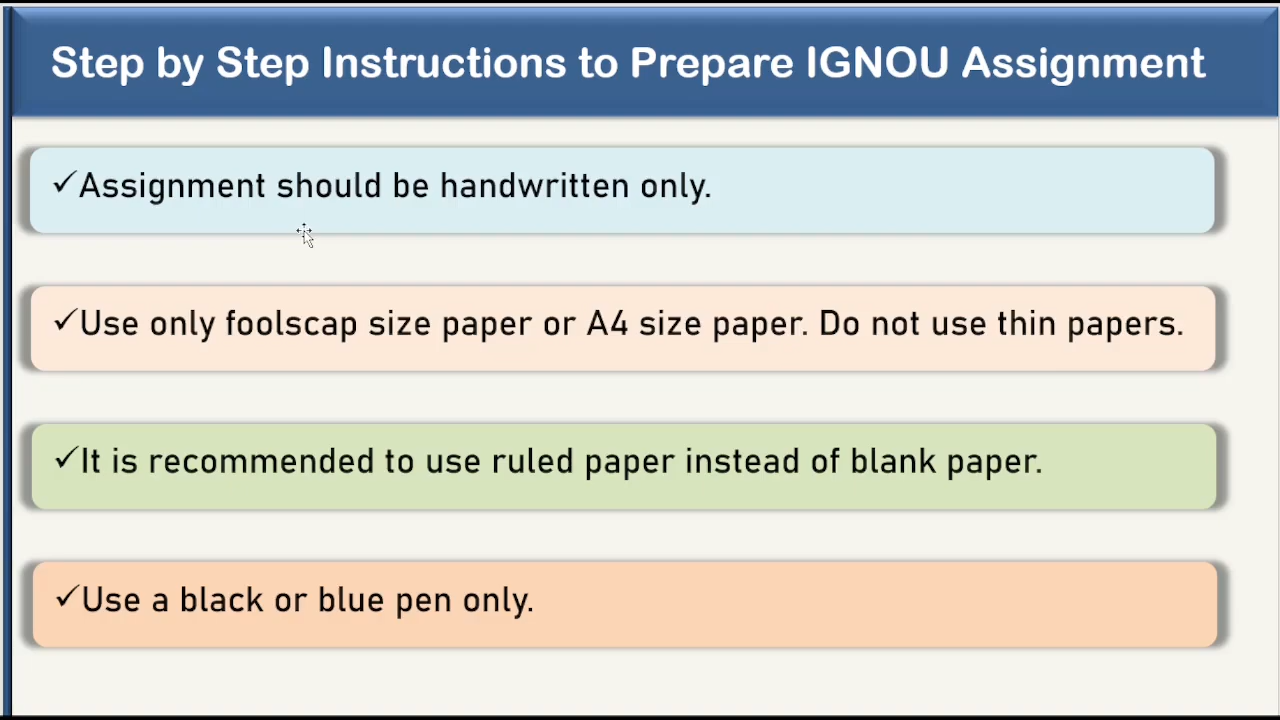 Step by Step Instructions to Prepare IGNOU Assignment
✓Assignment should be handwritten only.
✓Use only foolscap size paper or A4 size paper. Do not use thin papers.
✓It is recommended to use ruled paper instead of blank paper.
✓Use a black or blue pen only.